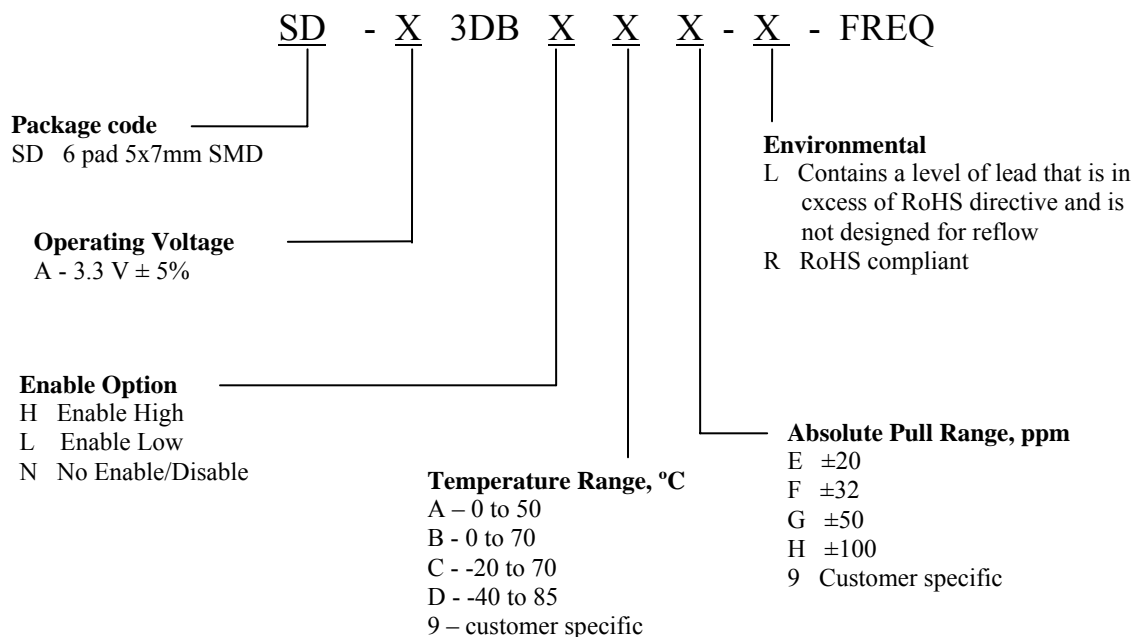 SD - X 3DB X X X - X - FREQ
Package code
SD 6 pad 5x7mm SMD
Operating Voltage
A - 3.3 V ± 5%
Enable Option
H Enable High
L Enable Low
N No Enable/Disable
Temperature Range, ºC
A – 0 to 50
B - 0 to 70
C - -20 to 70
D - -40 to 85
9 – customer specific
Absolute Pull Range, ppm
E ±20
F ±32
G ±50
H ±100
9 Customer specific
Environmental
L Contains a level of lead that is in
excess of RoHS directive and is
not designed for reflow
R RoHS compliant